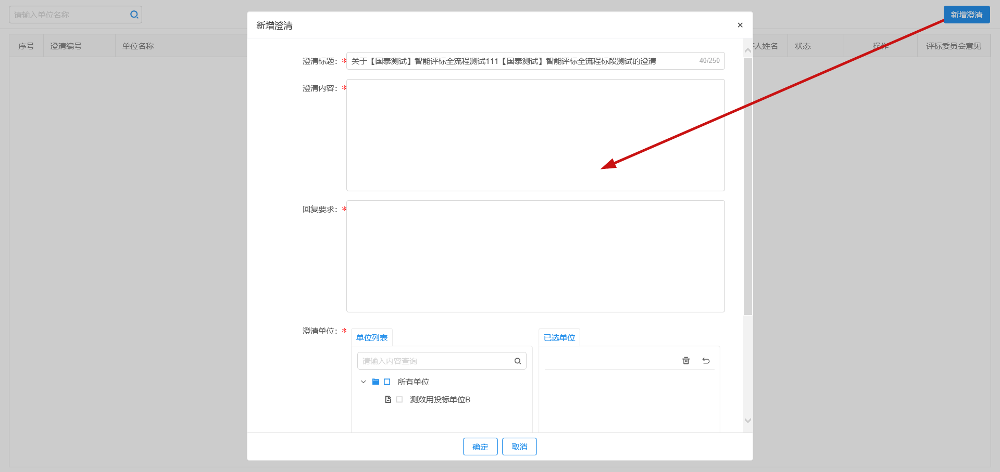 请输入单位名称
新增澄清
序号
澄清编号
单位名称
人姓名
状态
操作
评标委员会意见
新增澄清
×
澄清标题：*
关于【国泰测试】智能评标全流程测试111【国泰测试】智能评标全流程标段测试的澄清
40/250
澄清内容：*
回复要求：*
澄清单位：*
单位列表
已选单位
请输入内容查询
所有单位
测数用投标单位B
确定
取消